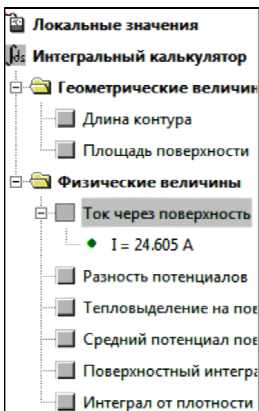 Локальные значения
Интегральный калькулятор
Геометрические величин
Длина контура
Площадь поверхности
Физические величины
Ток через поверхность
I = 24.605 A
Разность потенциалов
Тепловыделение на пов
Средний потенциал пов
Поверхностный интегра
Интеграл от плотности